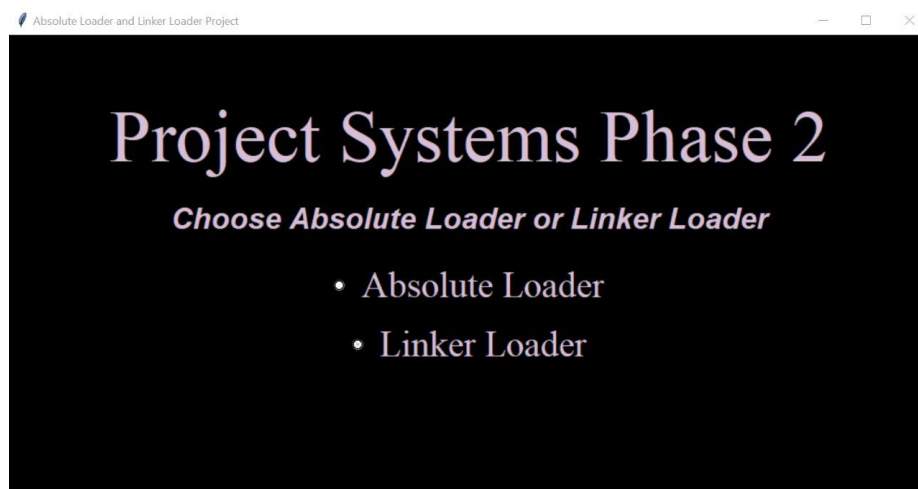 Absolute Loader and Linker Loader Project
Project Systems Phase 2
Choose Absolute Loader or Linker Loader
Absolute Loader
Linker Loader